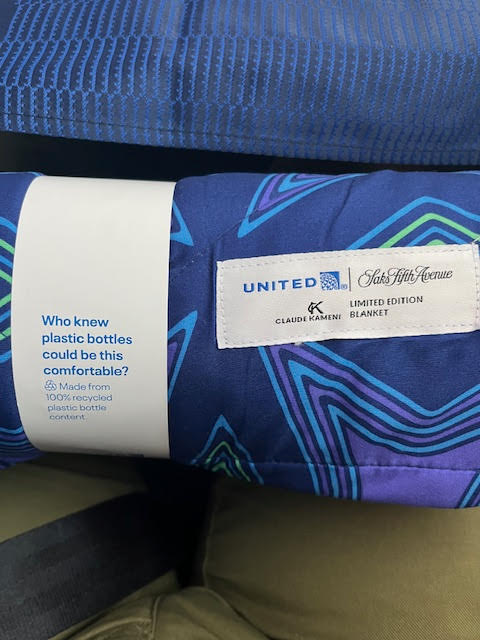 UNITED | Saks Fifth Avenue
CK
CLAUDE KAMENI
LIMITED EDITION
BLANKET
Who knew
plastic bottles
could be this
comfortable?
Made from
100% recycled
plastic bottle
content.